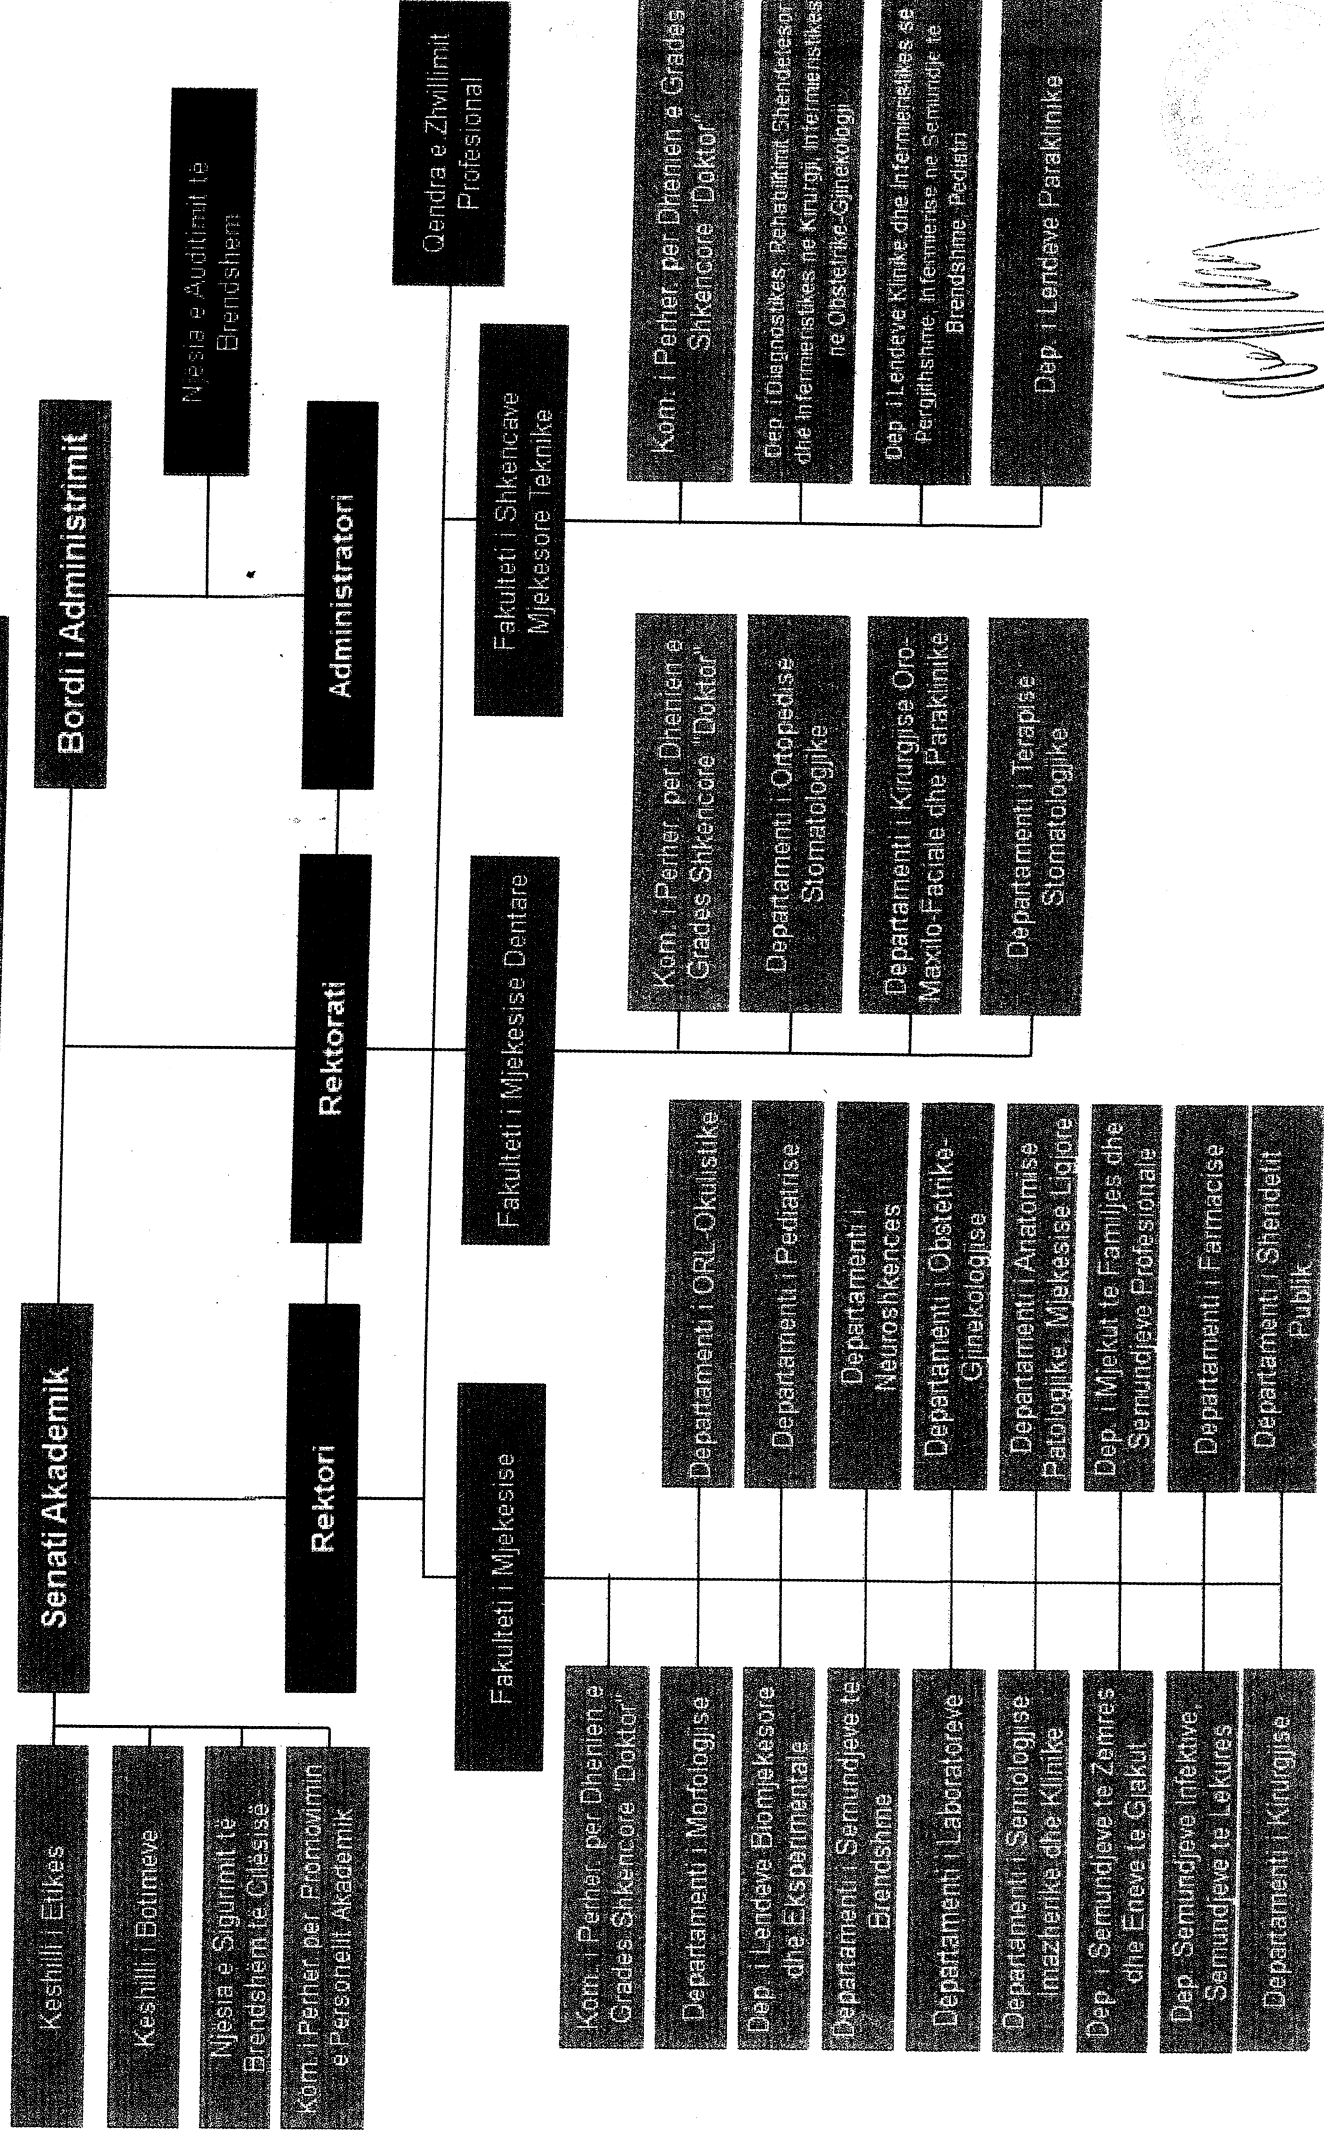 Senati Akademik
Bordi i Administrimit
Keshilli i Etikes
Keshilli i Botimeve
Njësia e Sigurimit të
Brendshëm të Cilësisë
Kom. i Perher per Promovimin
e Personelit Akademik
Njesia e Auditimit të
Brendshem
Rektori
Rektorati
Administratori
Qendra e Zhvillimit
Profesional
Fakulteti i Mjekesise
Fakulteti i Mjekesise Dentare
Fakulteti i Shkencave
Mjekesore Teknike
Kom. i Perher. per Dhenien e
Grades Shkencore "Doktor"
Departamenti i Morfologjise
Dep. i Lendeve Biomjekesore
dhe Eksperimentale
Departamenti i Semundjeve te
Brendshme
Departamenti i Laboratoreve
Departamenti i Semiologjise
Imazherike dhe Klinike
Dep. i Semundjeve te Zemres
dhe Eneve te Gjakut
Dep. Semundjeve Infektive,
Semundjeve te Lekures
Departamenti i Kirurgjise
Departamenti i ORL-Okulistike
Departamenti i Pediatrise
Departamenti i
Neuroshkences
Departamenti i Obstetrike-
Gjinekologjise
Departamenti i Anatomise
Patologjike, Mjekesise Ligjore
Dep. i Mjekut te Familjes dhe
Semundjeve Profesionale
Departamenti i Farmacise
Departamenti i Shendetit
Publik
Kom. i Perher. per Dhenien e
Grades Shkencore "Doktor"
Departamenti i Ortopedise
Stomatologjike
Departamenti i Kirurgjise Oro-
Maxilo-Faciale dhe Paraklinike
Departamenti i Terapise
Stomatologjike
Kom. i Perher. per Dhenien e Grades
Shkencore "Doktor"
Dep. i Diagnostikes, Rehabilitimit Shendetesor
dhe Infermieristikes ne Kirurgji, Infermieristikes
ne Obstetrike-Gjinekologji
Dep i Lendeve Klinike dhe Infermieristikes se
Pergjithshme, Infermierise ne Semundje te
Brendshme, Pediatri
Dep. i Lendeve Paraklinike